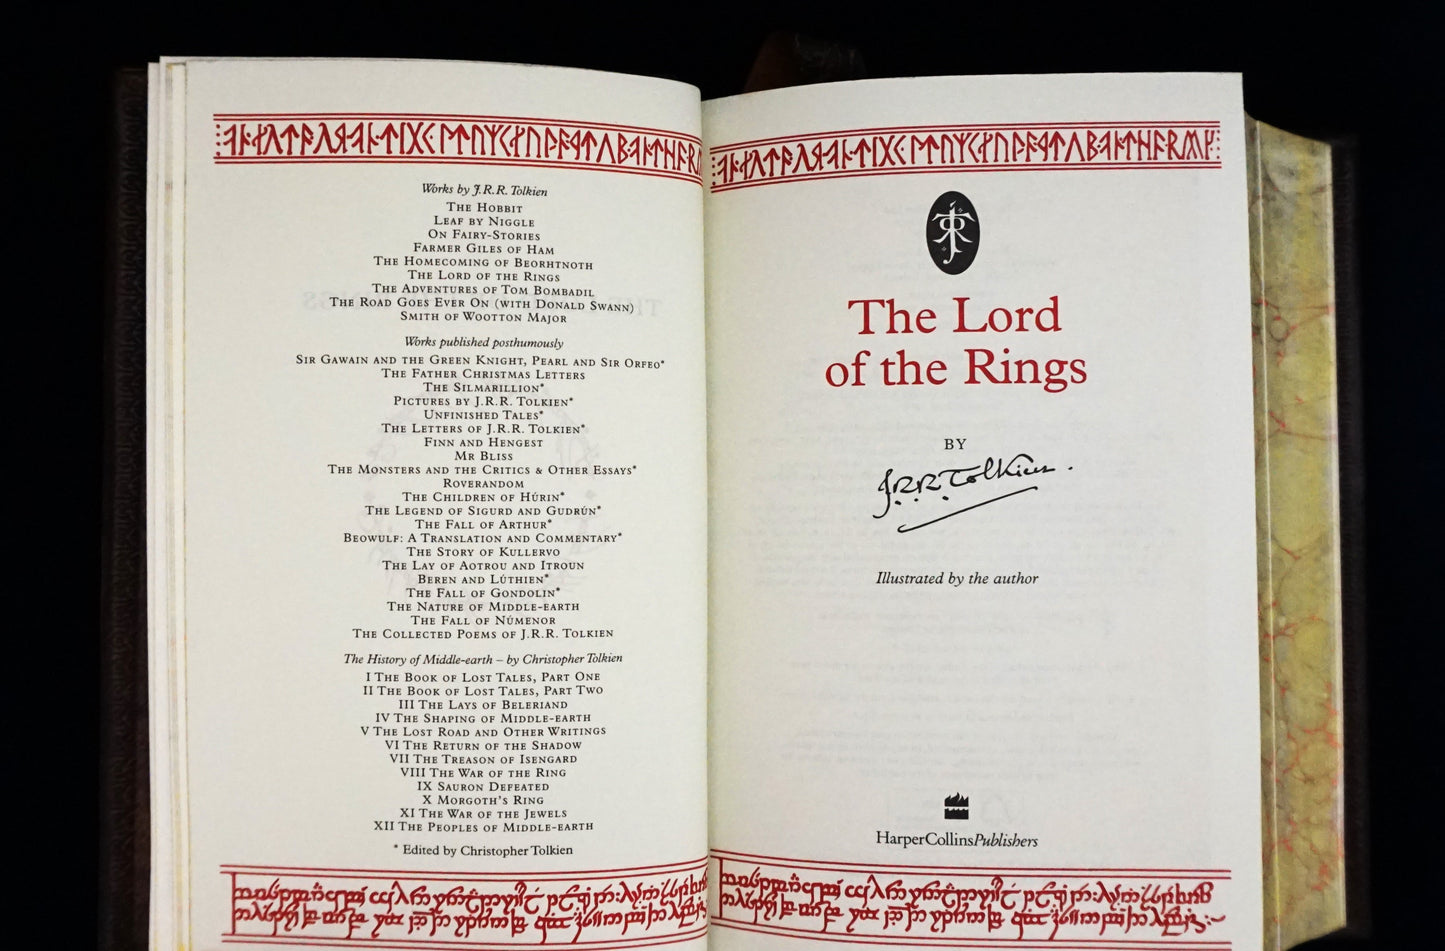 Works by J.R.R. Tolkien
THE HOBBIT
LEAF BY NIGGLE
ON FAIRY-STORIES
FARMER GILES OF HAM
THE HOMECOMING OF BEORHTNOTH
THE LORD OF THE RINGS
THE ADVENTURES OF TOM BOMBADIL
THE ROAD GOES EVER ON (WITH DONALD SWANN)
SMITH OF WOOTTON MAJOR
Works published posthumously
SIR GAWAIN AND THE GREEN KNIGHT, PEARL AND SIR ORFEO*
THE FATHER CHRISTMAS LETTERS
THE SILMARILLION*
PICTURES BY J.R.R. TOLKIEN*
UNFINISHED TALES*
THE LETTERS OF J.R.R. TOLKIEN*
FINN AND HENGEST
MR BLISS
THE MONSTERS AND THE CRITICS & OTHER ESSAYS*
ROVERANDOM
THE CHILDREN OF HÚRIN*
THE LEGEND OF SIGURD AND GUDRÚN*
THE FALL OF ARTHUR*
BEOWULF: A TRANSLATION AND COMMENTARY*
THE STORY OF KULLERVO
THE LAY OF AOTROU AND ITROUN
BEREN AND LÚTHIEN*
THE FALL OF GONDOLIN*
THE NATURE OF MIDDLE-EARTH
THE FALL OF NÚMENOR
THE COLLECTED POEMS OF J.R.R. TOLKIEN
The History of Middle-earth – by Christopher Tolkien
I THE BOOK OF LOST TALES, PART ONE
II THE BOOK OF LOST TALES, PART TWO
III THE LAYS OF BELERIAND
IV THE SHAPING OF MIDDLE-EARTH
V THE LOST ROAD AND OTHER WRITINGS
VI THE RETURN OF THE SHADOW
VII THE TREASON OF ISENGARD
VIII THE WAR OF THE RING
IX SAURON DEFEATED
X MORGOTH'S RING
XI THE WAR OF THE JEWELS
XII THE PEOPLES OF MIDDLE-EARTH
* Edited by Christopher Tolkien
The Lord
of the Rings
BY
J.R.R. Tolkien.
Illustrated by the author
HarperCollinsPublishers